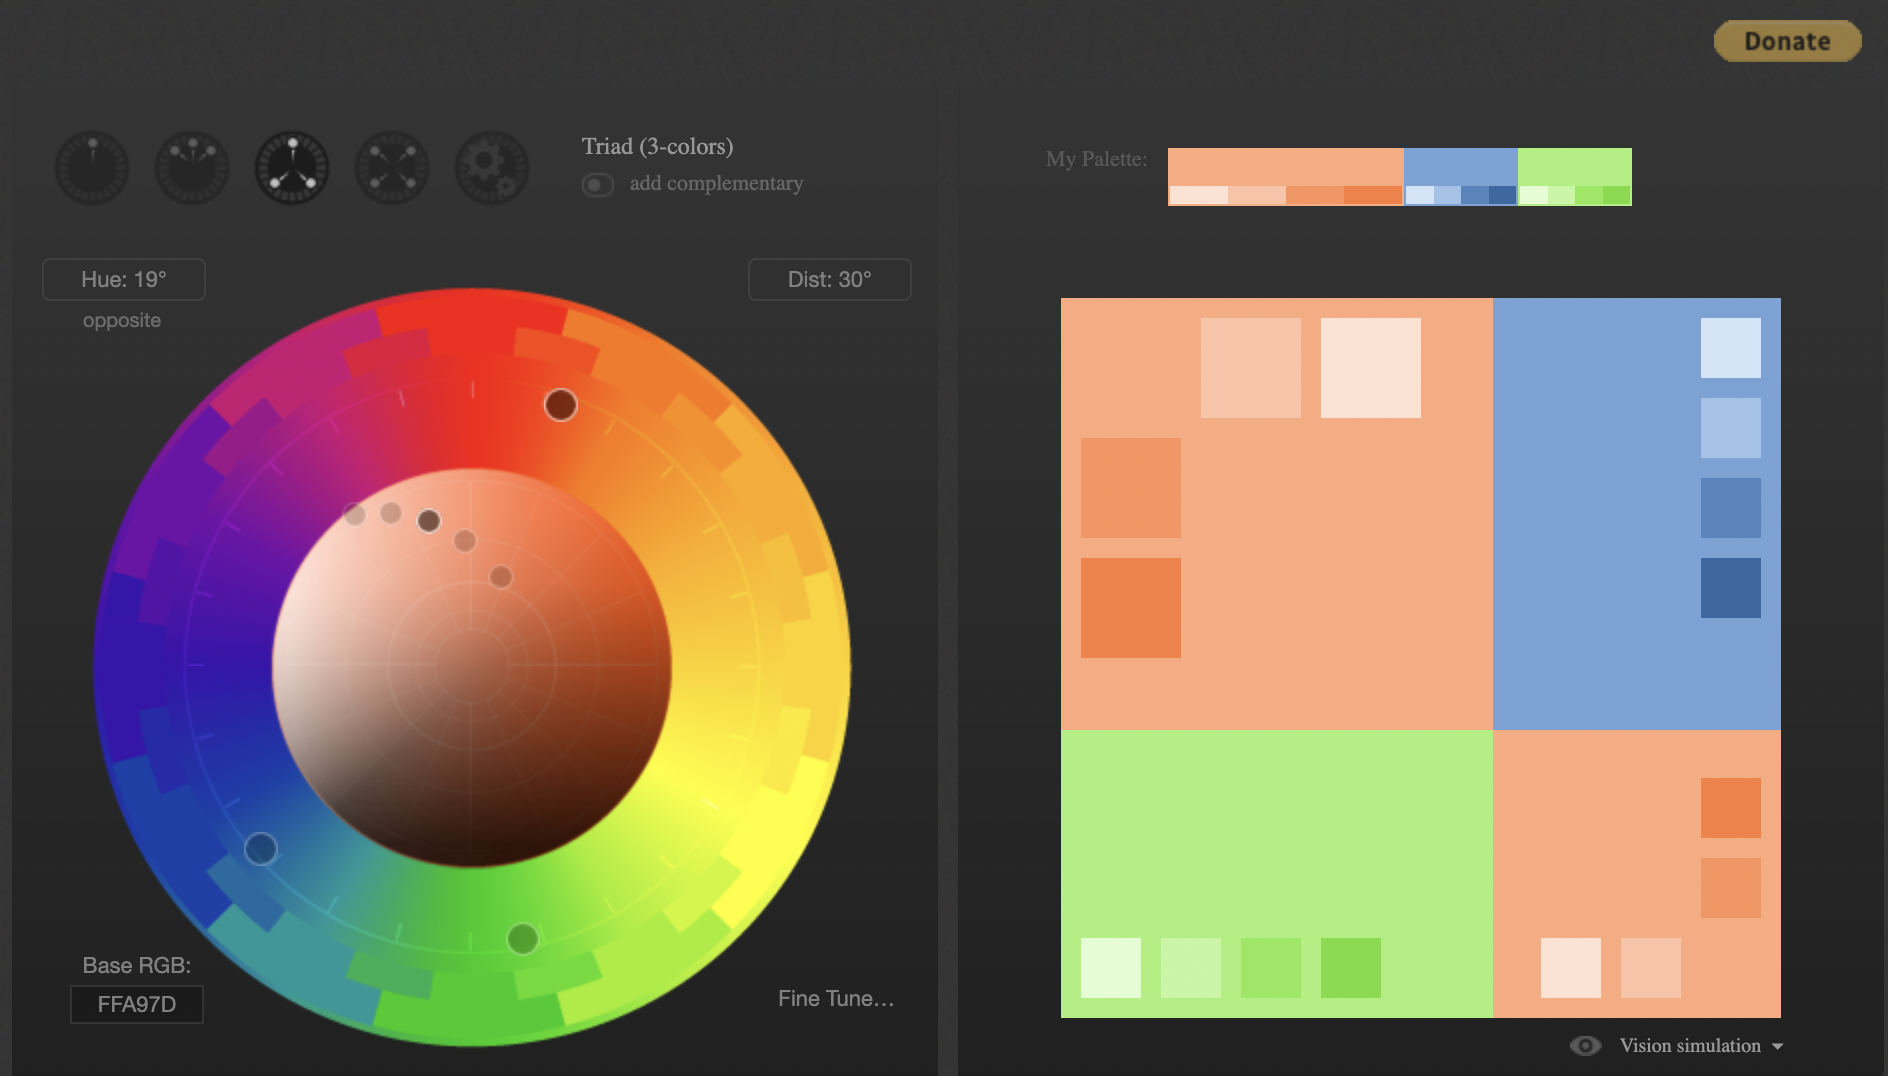 Donate
Triad (3-colors)
add complementary
My Palette:
Hue: 19°
Dist: 30°
opposite
Base RGB:
FFA97D
Fine Tune...
Vision simulation